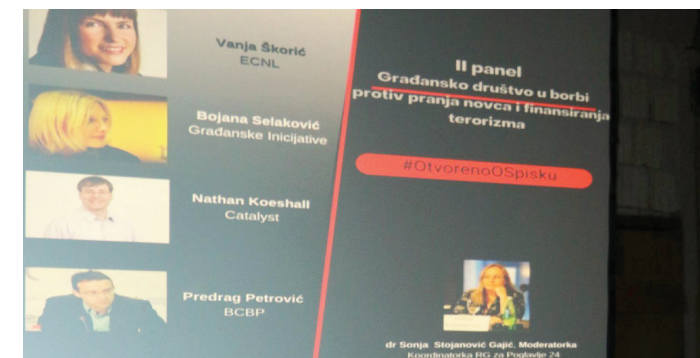 Vanja Škorić
ECNL
Bojana Selaković
Građanske Inicijative
Nathan Koeshall
Catalyst
Predrag Petrović
BCBP
II panel
Građansko društvo u borbi
protiv pranja novca i finansiranja
terorizma
#OtvorenoOSpisku
dr Sonja Stojanović Gajić, Moderatorka
Koordinatorka RG za Poglavlje 24